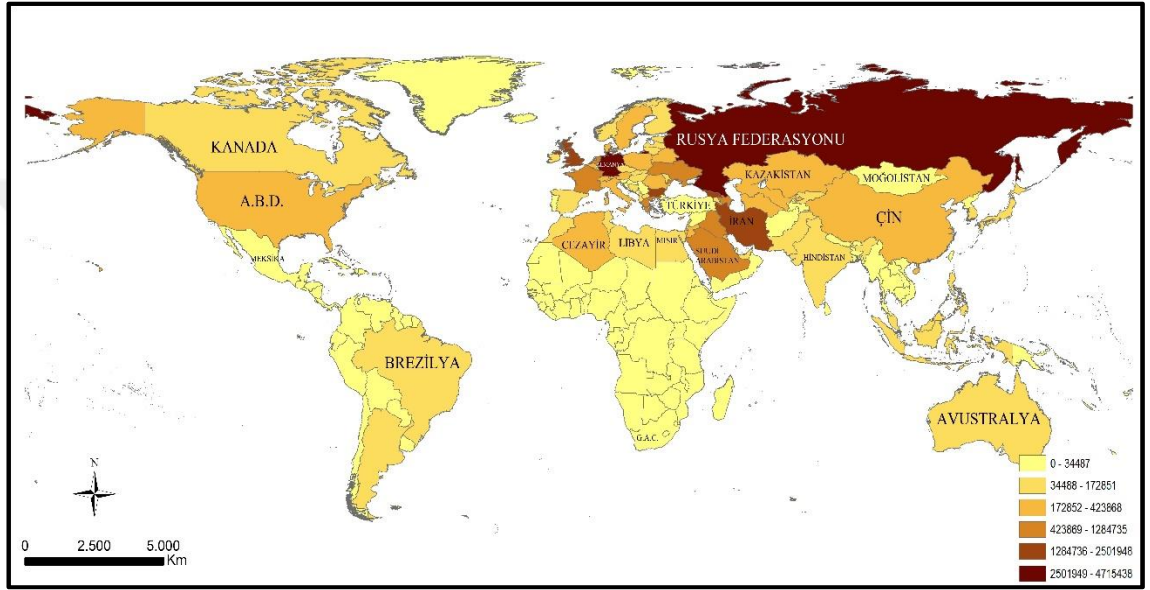 KANADA
RUSYA FEDERASYONU
ALMANYA
KAZAKİSTAN
MOĞOLİSTAN
A.B.D.
TÜRKİYE
İRAN
ÇİN
CEZAYİR
LİBYA
MISIR
SUUDİ
ARABİSTAN
HİNDİSTAN
MEKSİKA
BREZİLYA
AVUSTRALYA
G.A.C.
N
0 2.500 5.000
Km
0 - 34487
34488 - 172851
172852 - 423868
423869 - 1284735
1284736 - 2501948
2501949 - 4715438